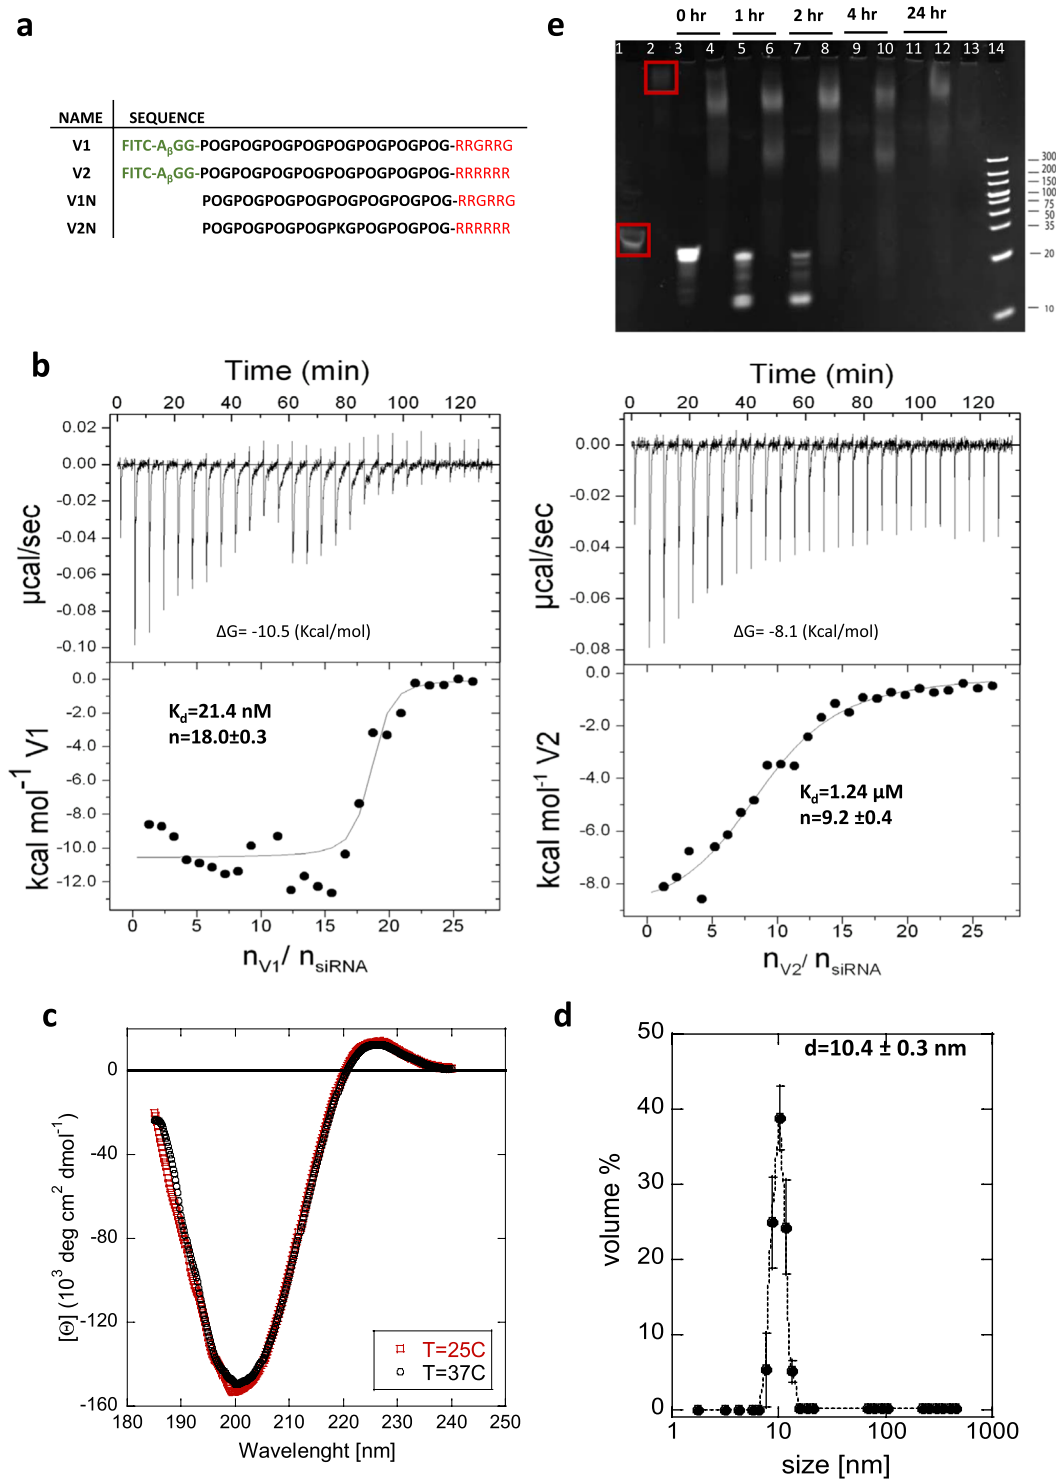 a
NAME SEQUENCE
V1 FITC-AβGG-POGPOGPOGPOGPOGPOGPOGPOG-RRGRRG
V2 FITC-AβGG-POGPOGPOGPOGPOGPOGPOGPOG-RRRRRR
V1N POGPOGPOGPOGPOGPOGPOGPOG-RRGRRG
V2N POGPOGPOGPOGPKGPOGPOGPOG-RRRRRR
e
0 hr 1 hr 2 hr 4 hr 24 hr
1 2 3 4 5 6 7 8 9 10 11 12 13 14
300
200
150
100
75
50
35
20
10
b
Time (min)
0 20 40 60 80 100 120
0.02
0.00
-0.02
-0.04
-0.06
-0.08
-0.10
µcal/sec
ΔG= -10.5 (Kcal/mol)
0.0
-2.0
-4.0
-6.0
-8.0
-10.0
-12.0
kcal mol-1 V1
Kd=21.4 nM
n=18.0±0.3
0 5 10 15 20 25
nV1/ nsiRNA
Time (min)
0 20 40 60 80 100 120
0.00
-0.02
-0.04
-0.06
-0.08
µcal/sec
ΔG= -8.1 (Kcal/mol)
0.0
-2.0
-4.0
-6.0
-8.0
kcal mol-1 V2
Kd=1.24 µM
n=9.2 ±0.4
0 5 10 15 20 25
nV2/ nsiRNA
c
0
-40
-80
-120
-160
[Θ] (10³ deg cm² dmol-1)
T=25C
T=37C
180 190 200 210 220 230 240 250
Wavelenght [nm]
d
d=10.4 ± 0.3 nm
50
40
30
20
10
0
volume %
1 10 100 1000
size [nm]